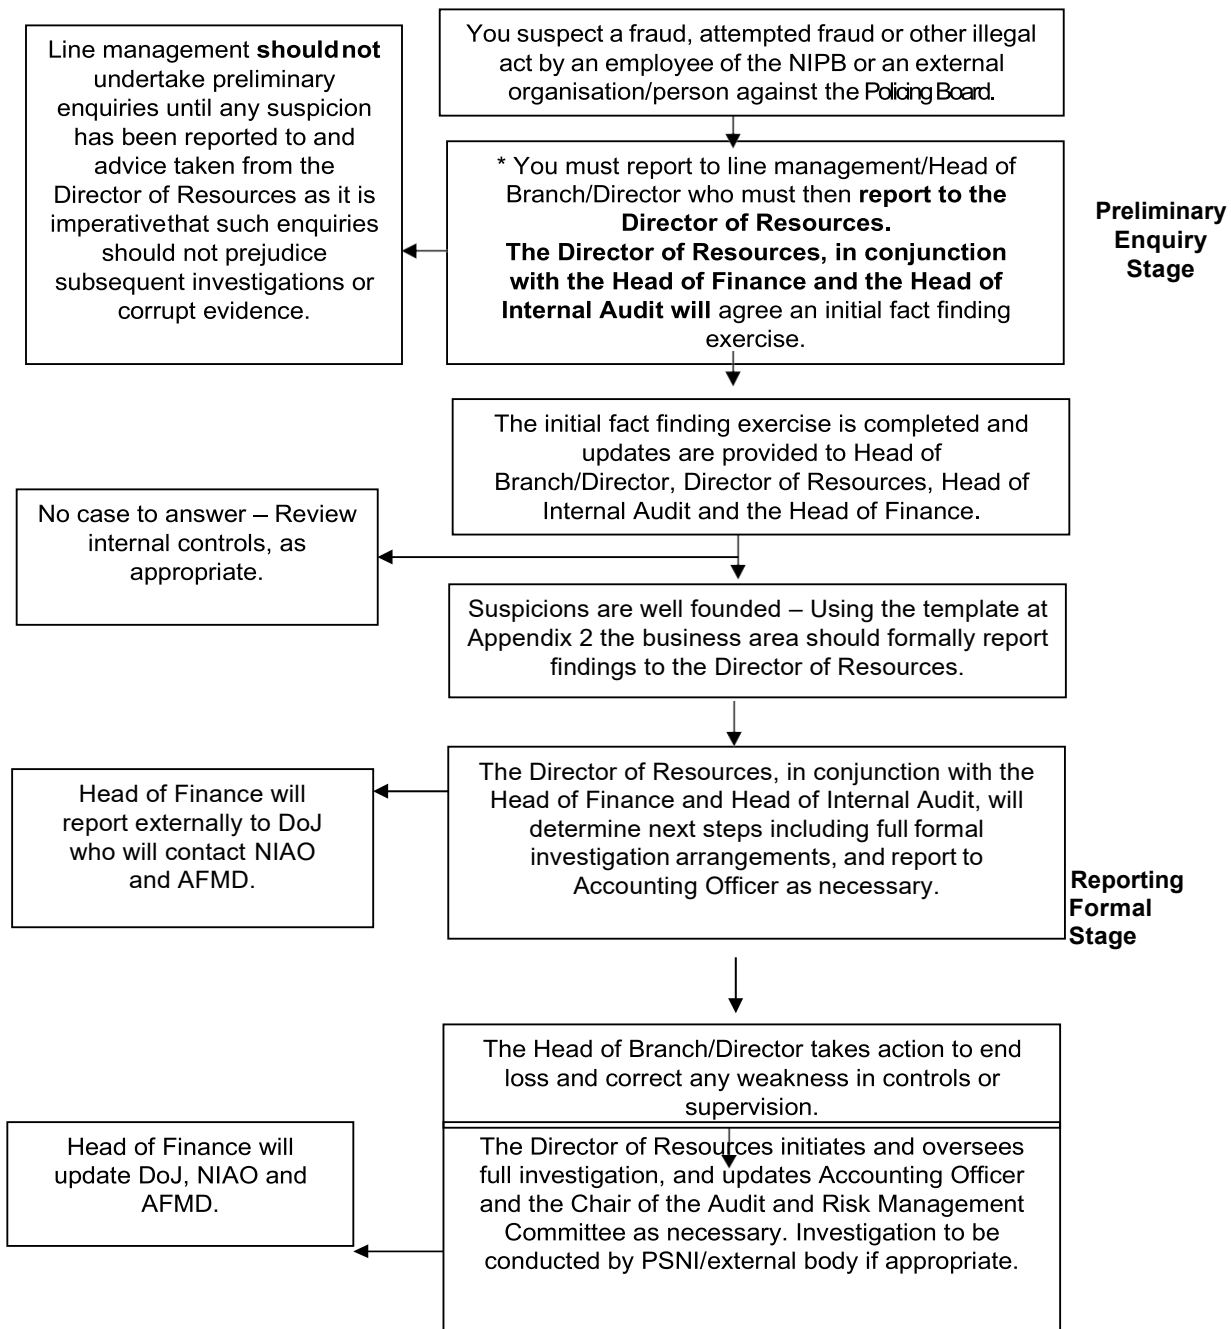 You suspect a fraud, attempted fraud or other illegal
act by an employee of the NIPB or an external
organisation/person against the Policing Board.
Line management should not
undertake preliminary
enquiries until any suspicion
has been reported to and
advice taken from the
Director of Resources as it is
imperative that such enquiries
should not prejudice
subsequent investigations or
corrupt evidence.
* You must report to line management/Head of
Branch/Director who must then report to the
Director of Resources.
The Director of Resources, in conjunction
with the Head of Finance and the Head of
Internal Audit will agree an initial fact finding
exercise.
Preliminary
Enquiry
Stage
The initial fact finding exercise is completed and
updates are provided to Head of
Branch/Director, Director of Resources, Head of
Internal Audit and the Head of Finance.
No case to answer – Review
internal controls, as
appropriate.
Suspicions are well founded – Using the template at
Appendix 2 the business area should formally report
findings to the Director of Resources.
The Director of Resources, in conjunction with the
Head of Finance and Head of Internal Audit, will
determine next steps including full formal
investigation arrangements, and report to
Accounting Officer as necessary.
Head of Finance will
report externally to DoJ
who will contact NIAO
and AFMD.
Reporting
Formal
Stage
The Head of Branch/Director takes action to end
loss and correct any weakness in controls or
supervision.
The Director of Resources initiates and oversees
full investigation, and updates Accounting Officer
and the Chair of the Audit and Risk Management
Committee as necessary. Investigation to be
conducted by PSNI/external body if appropriate.
Head of Finance will
update DoJ, NIAO and
AFMD.